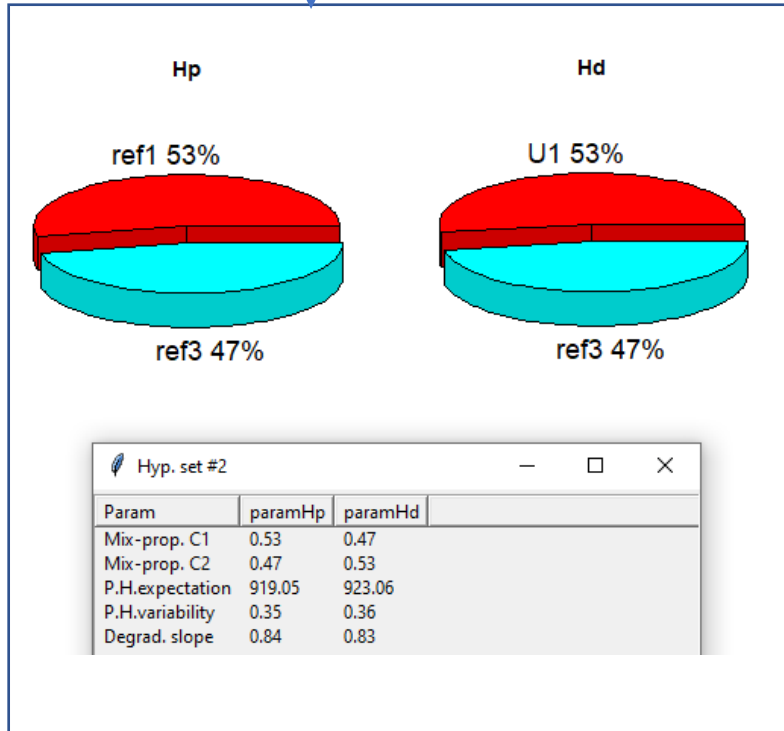 Hp
Hd
ref1 53%
U1 53%
ref3 47%
ref3 47%
Hyp. set #2
Param paramHp paramHd
Mix-prop. C1 0.53 0.47
Mix-prop. C2 0.47 0.53
P.H.expectation 919.05 923.06
P.H.variability 0.35 0.36
Degrad. slope 0.84 0.83